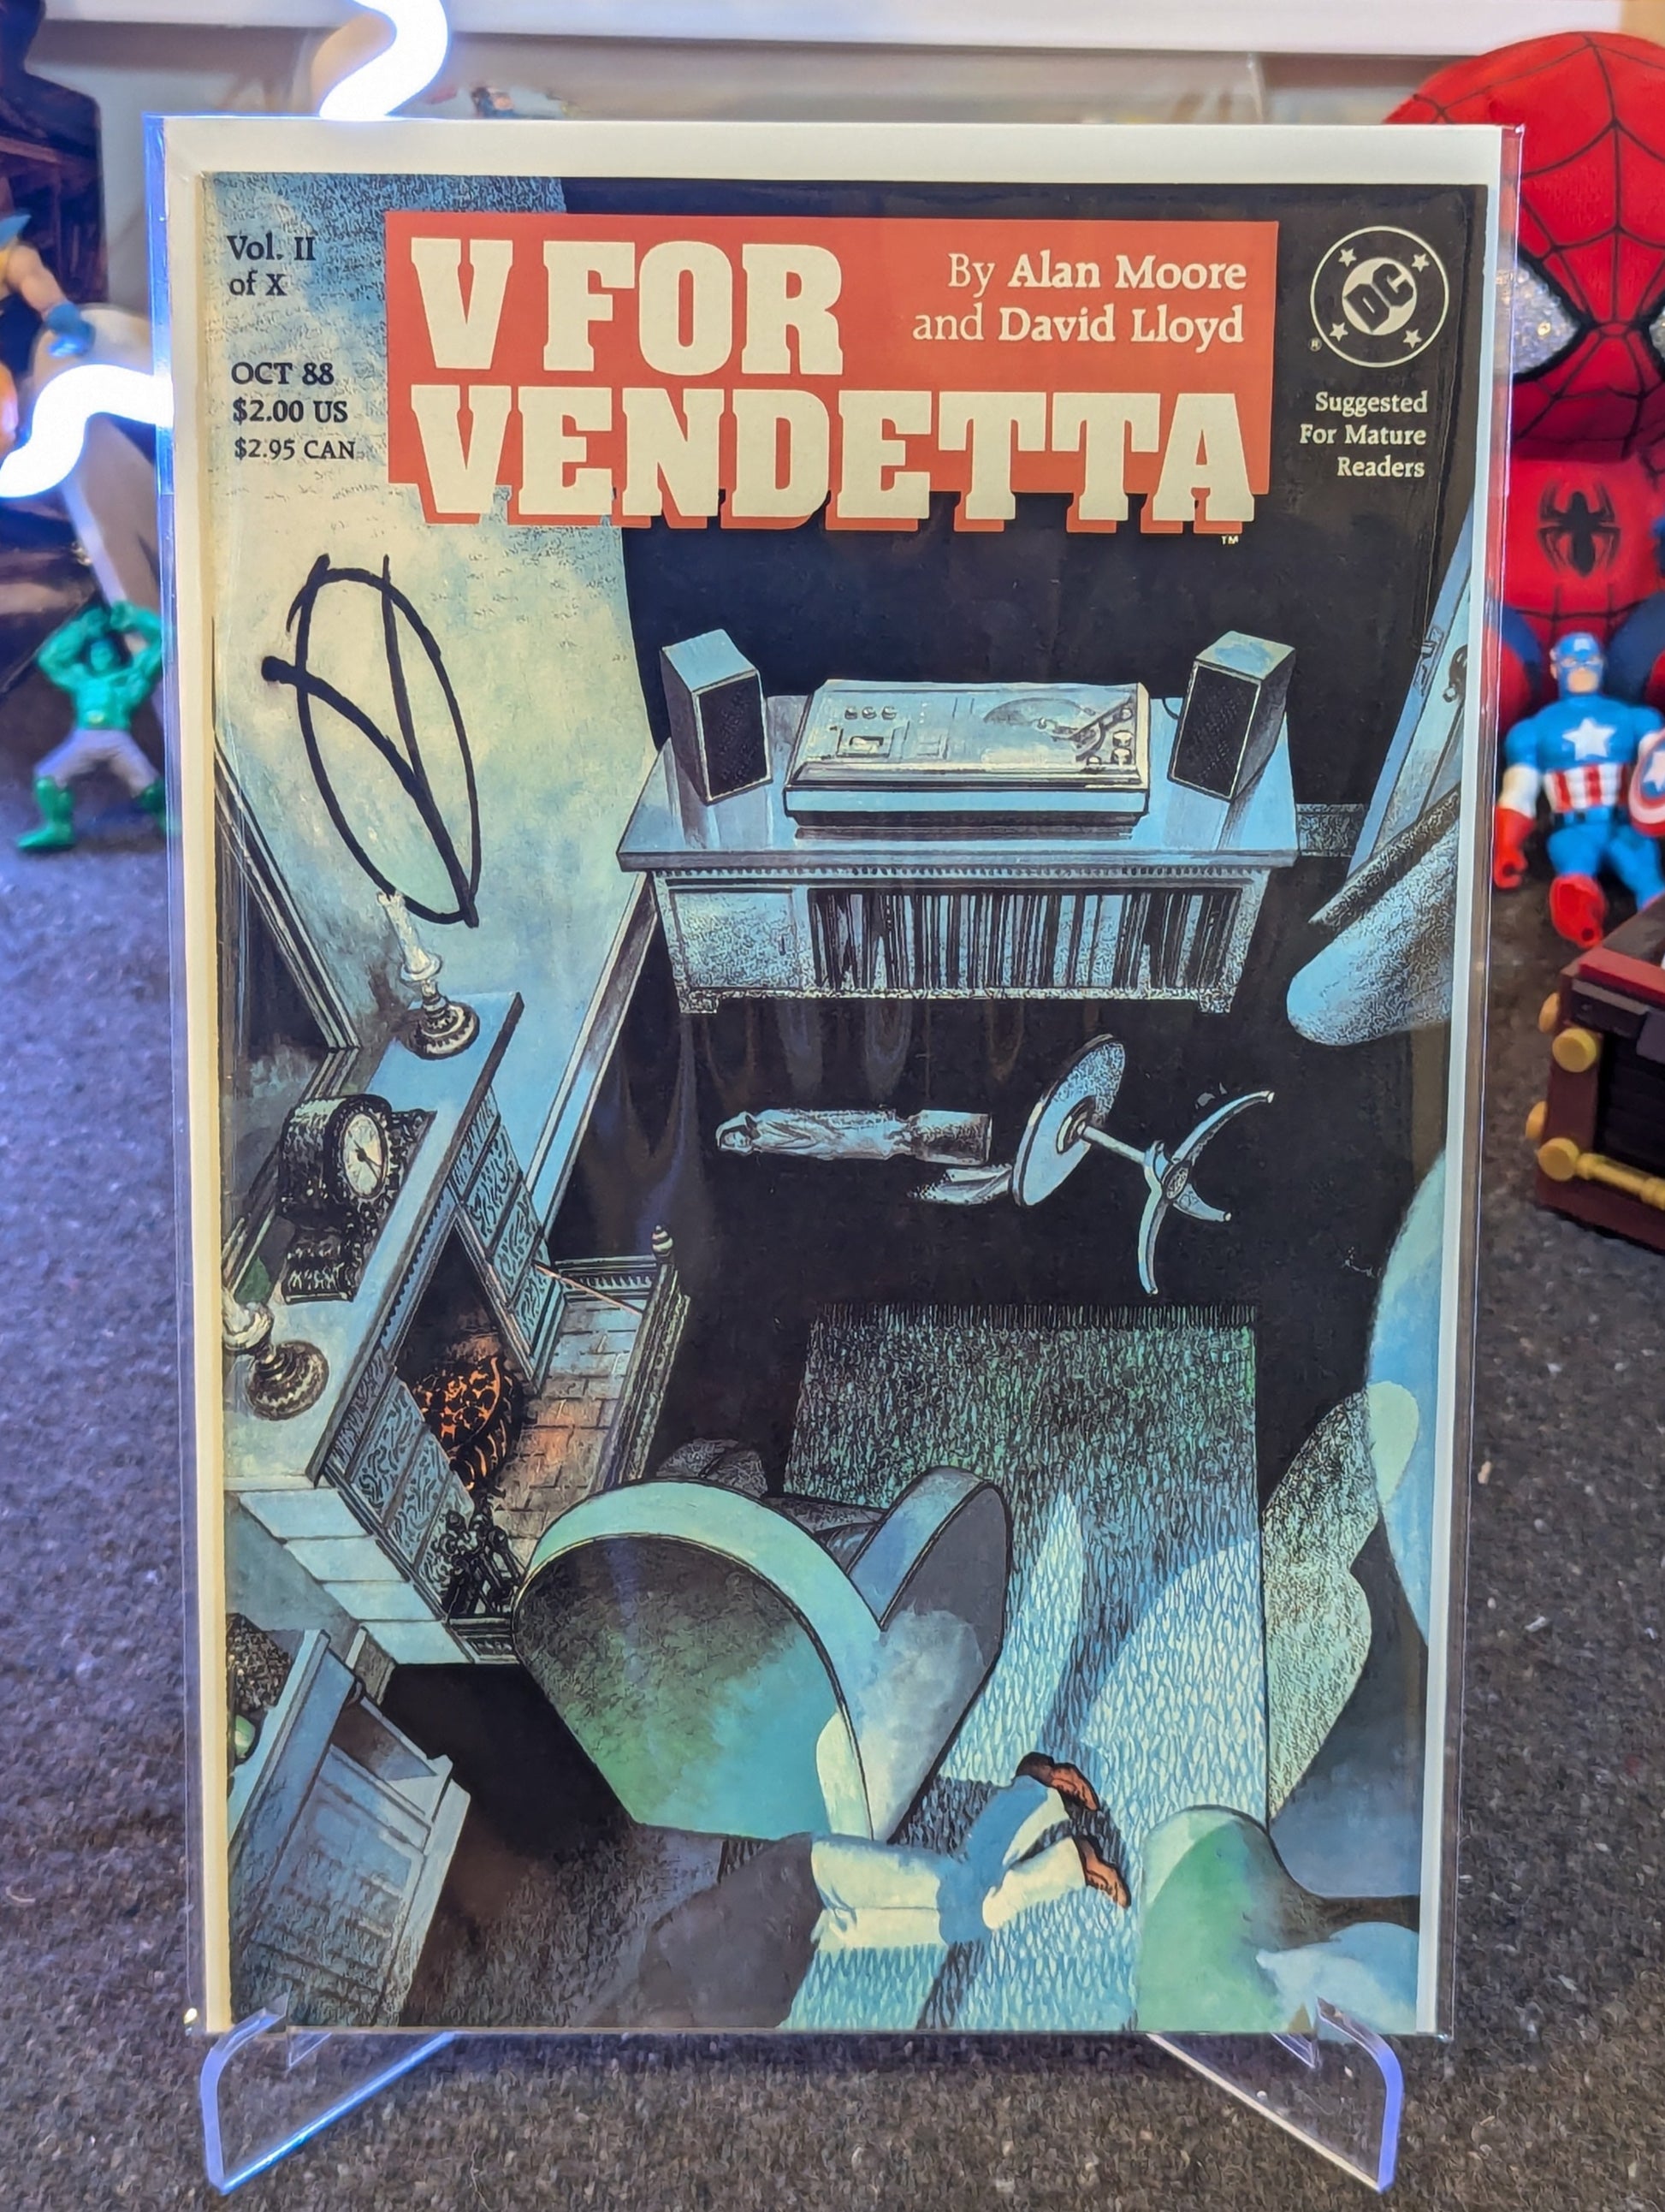 Vol. II
of X
OCT 88
$2.00 US
$2.95 CAN
V FOR
VENDETTA
™
By Alan Moore
and David Lloyd
DC
®
Suggested
For Mature
Readers